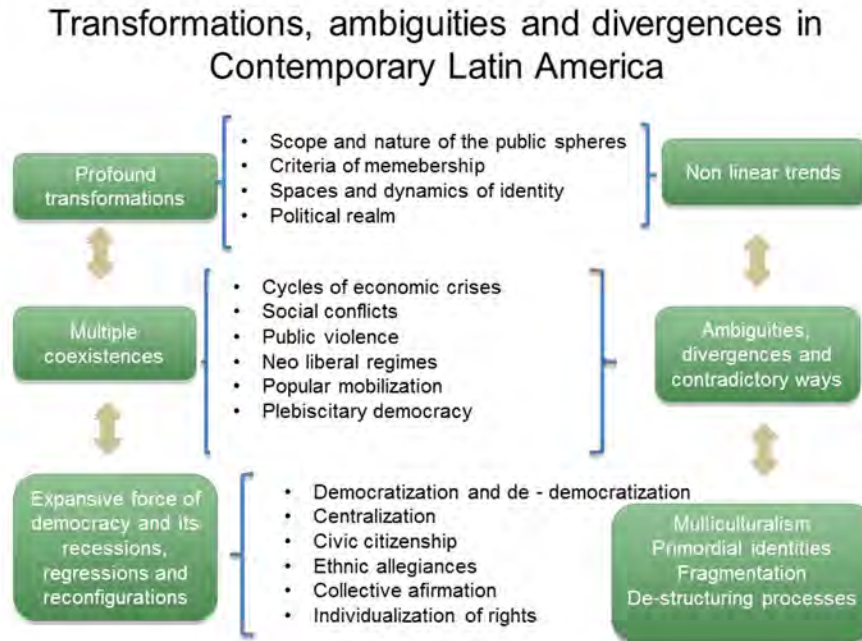 Transformations, ambiguities and divergences in
Contemporary Latin America
Profound
transformations
• Scope and nature of the public spheres
• Criteria of memebership
• Spaces and dynamics of identity
• Political realm
Non linear trends
Multiple
coexistences
• Cycles of economic crises
• Social conflicts
• Public violence
• Neo liberal regimes
• Popular mobilization
• Plebiscitary democracy
Ambiguities,
divergences and
contradictory ways
Expansive force of
democracy and its
recessions,
regressions and
reconfigurations
• Democratization and de - democratization
• Centralization
• Civic citizenship
• Ethnic allegiances
• Collective afirmation
• Individualization of rights
Multiculturalism
Primordial identities
Fragmentation
De-structuring processes